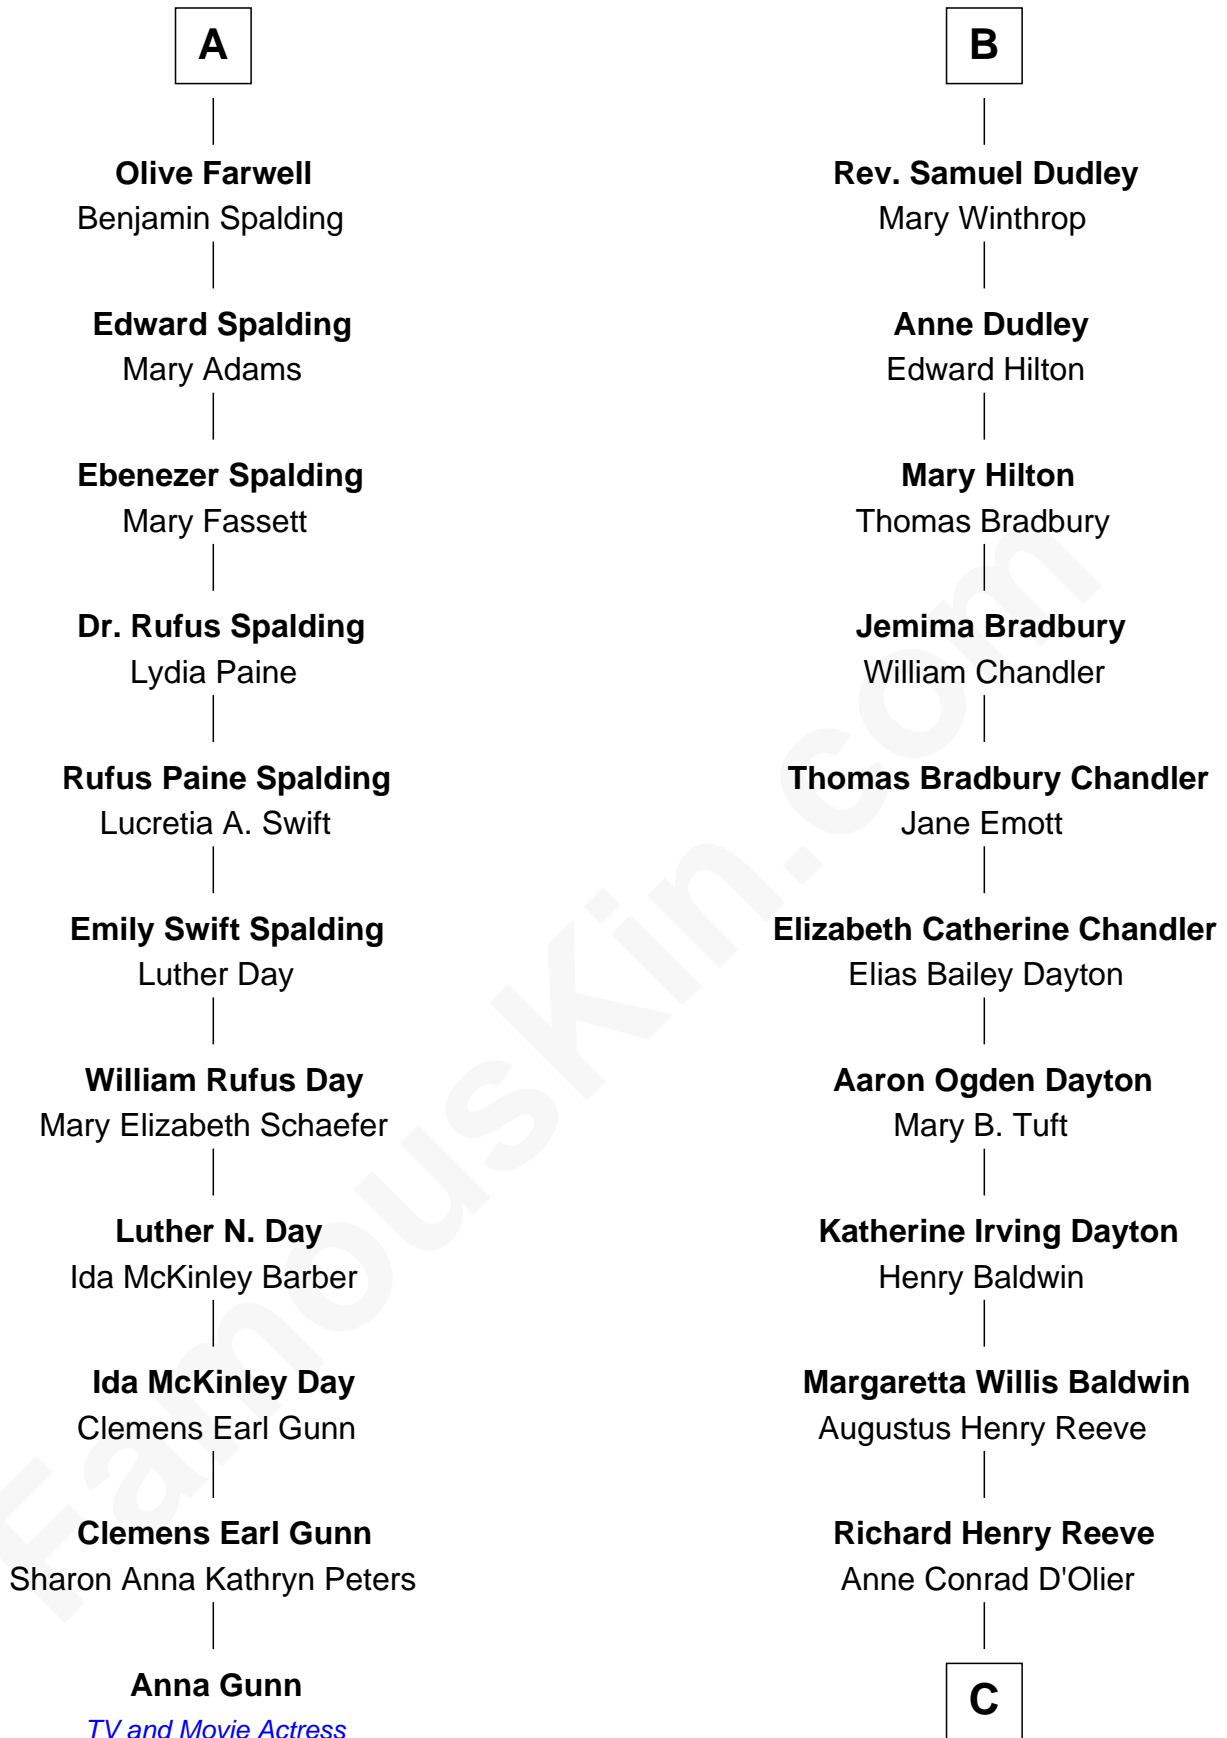 A
Olive Farwell
Benjamin Spalding
Edward Spalding
Mary Adams
Ebenezer Spalding
Mary Fassett
Dr. Rufus Spalding
Lydia Paine
Rufus Paine Spalding
Lucretia A. Swift
Emily Swift Spalding
Luther Day
William Rufus Day
Mary Elizabeth Schaefer
Luther N. Day
Ida McKinley Barber
Ida McKinley Day
Clemens Earl Gunn
Clemens Earl Gunn
Sharon Anna Kathryn Peters
Anna Gunn
TV and Movie Actress
B
Rev. Samuel Dudley
Mary Winthrop
Anne Dudley
Edward Hilton
Mary Hilton
Thomas Bradbury
Jemima Bradbury
William Chandler
Thomas Bradbury Chandler
Jane Emott
Elizabeth Catherine Chandler
Elias Bailey Dayton
Aaron Ogden Dayton
Mary B. Tuft
Katherine Irving Dayton
Henry Baldwin
Margaretta Willis Baldwin
Augustus Henry Reeve
Richard Henry Reeve
Anne Conrad D'Olier
C
FamousKin.com